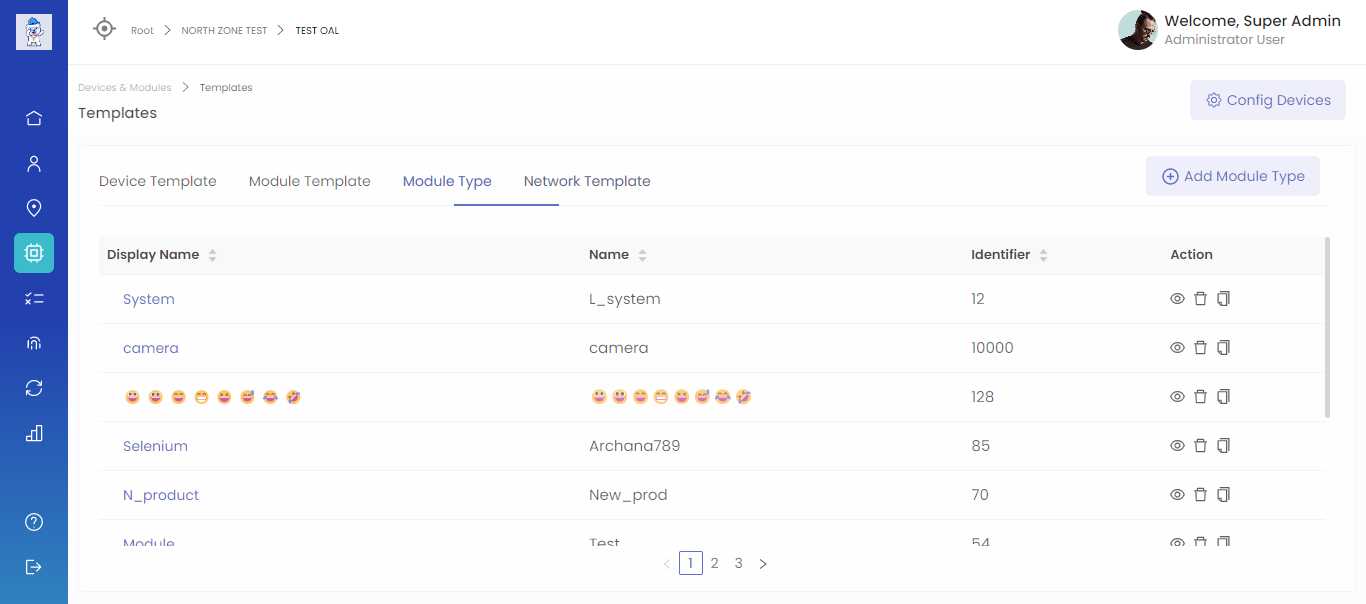 Root > NORTH ZONE TEST > TEST OAL
Welcome, Super Admin
Administrator User
Devices & Modules > Templates
Templates
Config Devices
Device Template Module Template Module Type Network Template
Add Module Type
Display Name Name Identifier Action
System L_system 12
camera camera 10000
😀 😃 😄 😁 😆 😅 😂 🤣 😀😃😄😁😆😅😂🤣 128
Selenium Archana789 85
N_product New_prod 70
Module Test 54
< 1 2 3 >